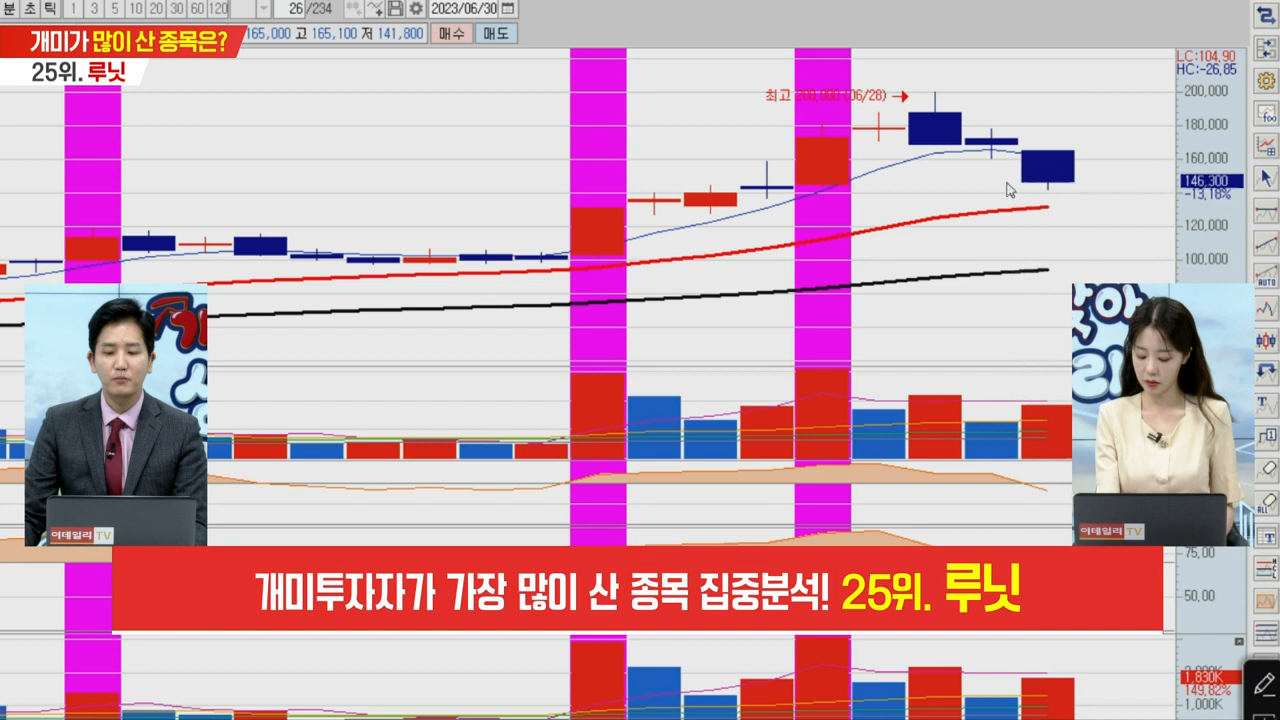 분 초 틱 1 3 5 10 20 30 60 120 26 /234 2023/06/30
개미가 많이 산 종목은?
165,000 고 165,100 저 141,800 매수 매도
25위. 루닛
LC:104.90
HC:-26.85
최고 200,000 (06/28)
200,000
180,000
160,000
146,300
-13.18%
120,000
100,000
AUTO
ALL
이데일리 TV
이데일리 TV
75.00
개미투자자가 가장 많이 산 종목 집중분석! 25위. 루닛
50.00
1,830K
149.82%
1,000K